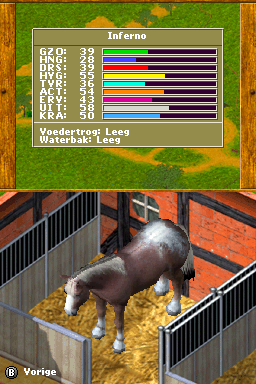 Inferno
GZO: 39
HNG: 28
DRS: 39
HYG: 55
TYR: 36
ACT: 54
ERV: 43
UIT: 58
KRA: 50
Voedertrog: Leeg
Waterbak: Leeg
B Vorige